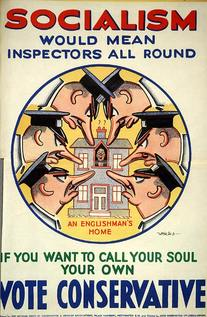 SOCIALISM
WOULD MEAN
INSPECTORS ALL ROUND
??
AN ENGLISHMAN'S
HOME
IF YOU WANT TO CALL YOUR SOUL
YOUR OWN
VOTE CONSERVATIVE